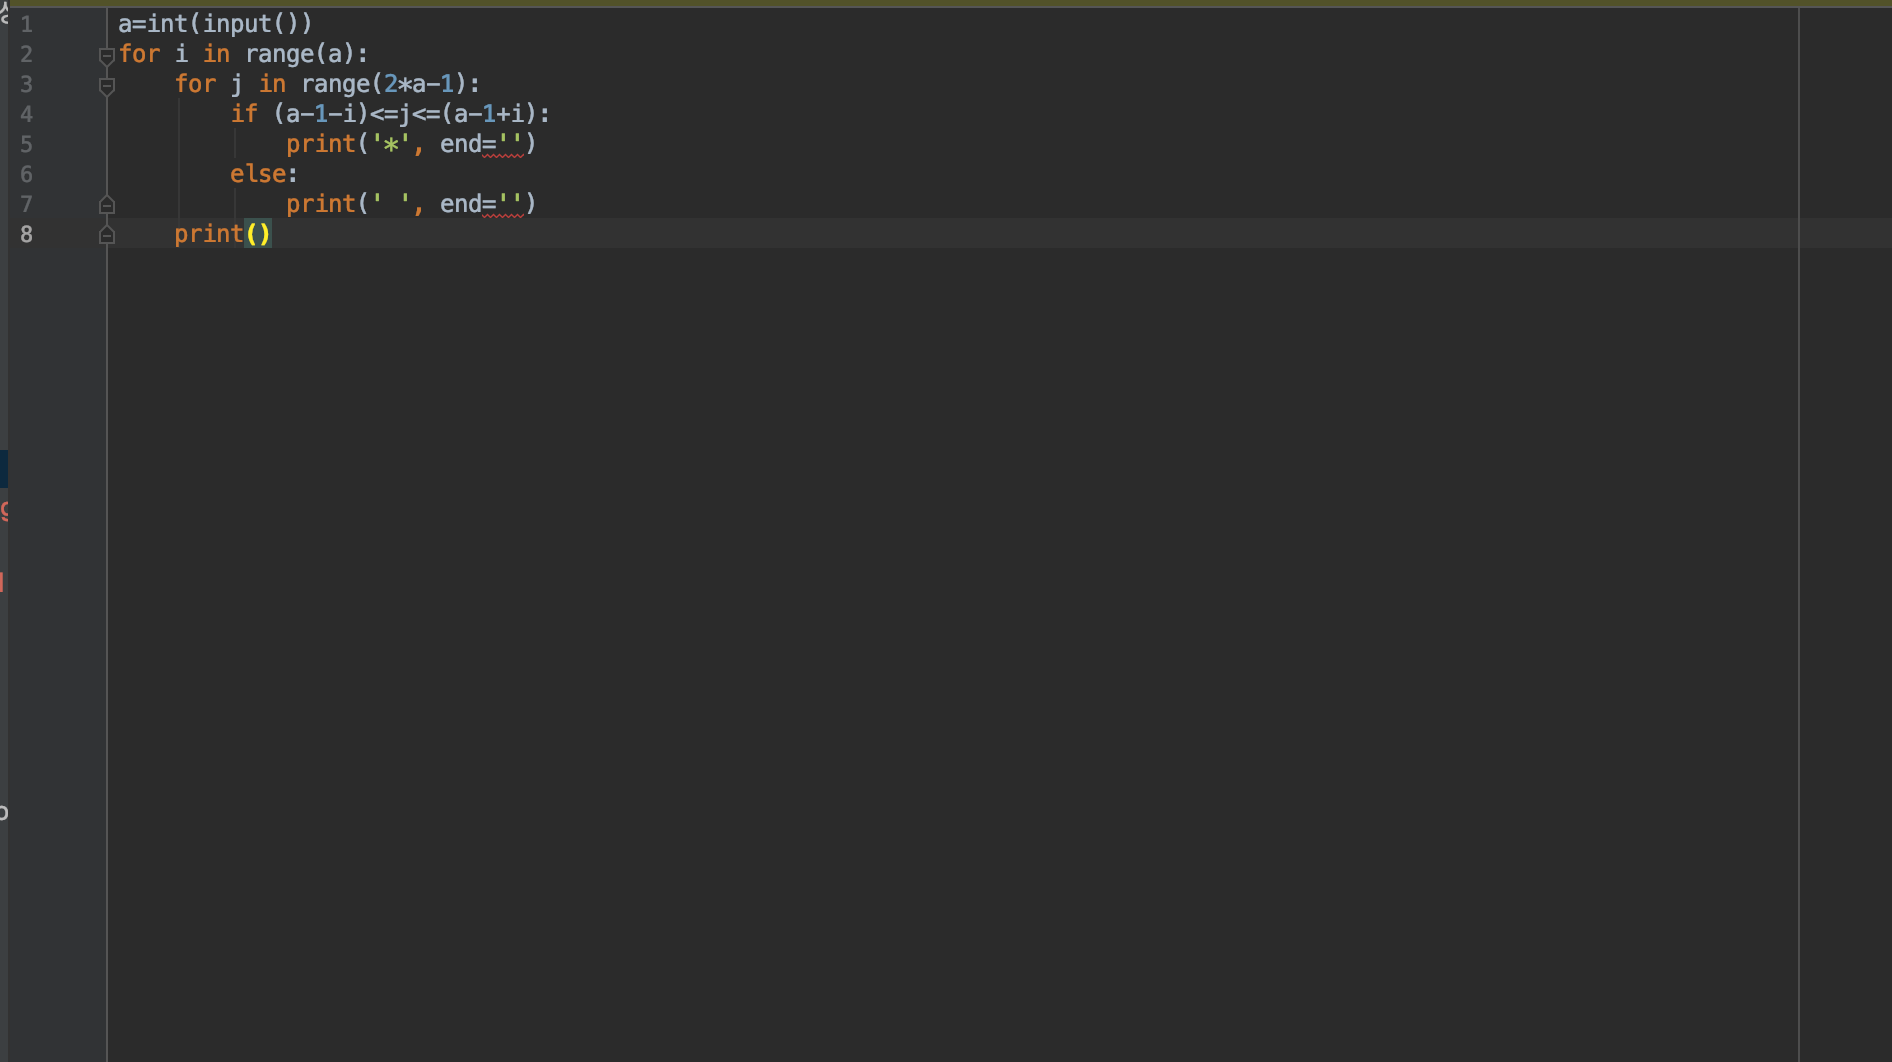 1 a=int(input())
2 for i in range(a):
3     for j in range(2*a-1):
4         if (a-1-i)<=j<=(a-1+i):
5             print('*', end='')
6         else:
7             print(' ', end='')
8     print()